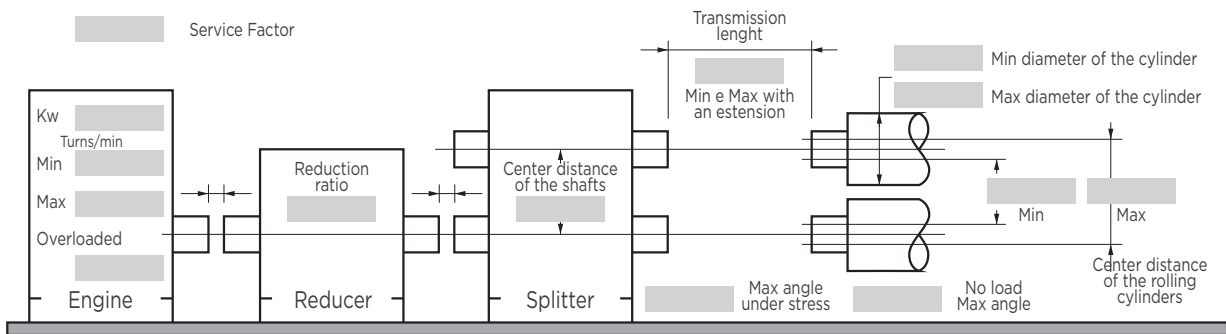 Service Factor
Transmission
lenght
Min e Max with
an estension
Min diameter of the cylinder
Max diameter of the cylinder
Kw
Turns/min
Min
Max
Overloaded
Engine
Reduction
ratio
Reducer
Center distance
of the shafts
Splitter
Min
Max
Center distance
of the rolling
cylinders
Max angle
under stress
No load
Max angle